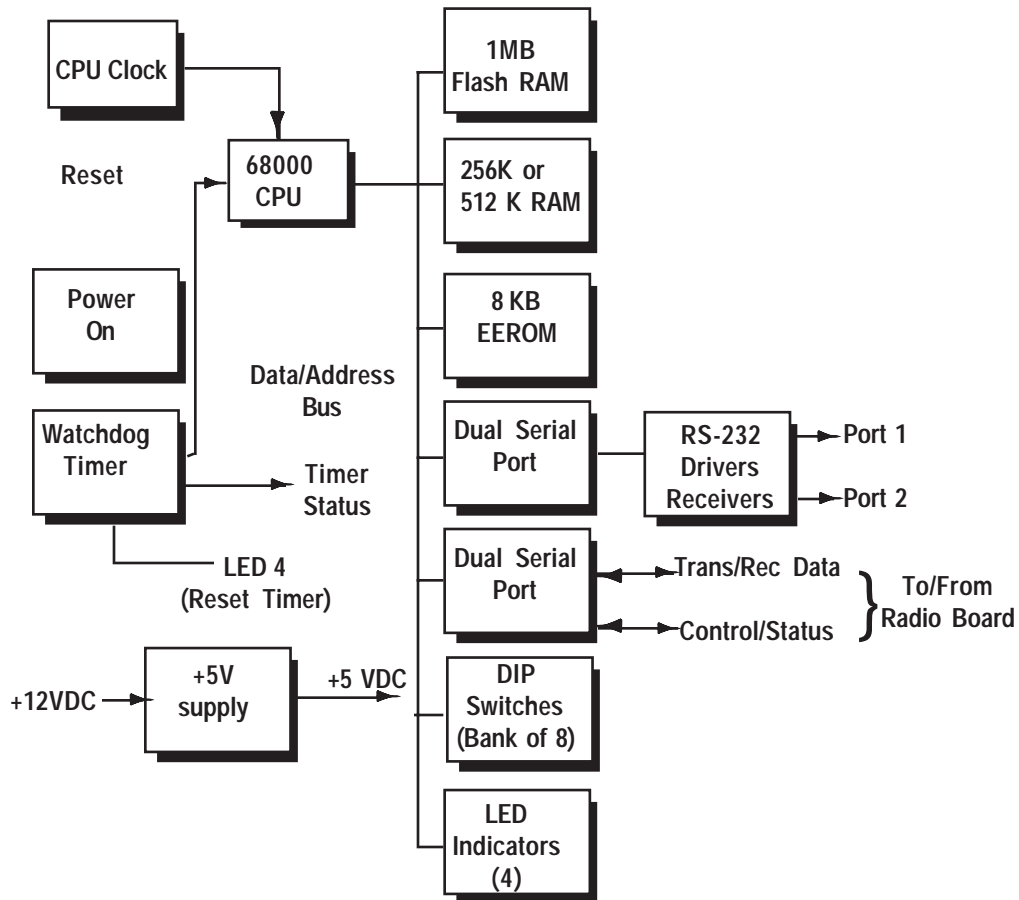 CPU Clock
Reset
68000
CPU
Power
On
Data/Address
Bus
Watchdog
Timer
Timer
Status
LED 4
(Reset Timer)
+12VDC
+5V
supply
+5 VDC
1MB
Flash RAM
256K or
512 K RAM
8 KB
EEROM
Dual Serial
Port
RS-232
Drivers
Receivers
Port 1
Port 2
Dual Serial
Port
Trans/Rec Data
Control/Status
}
To/From
Radio Board
DIP
Switches
(Bank of 8)
LED
Indicators
(4)